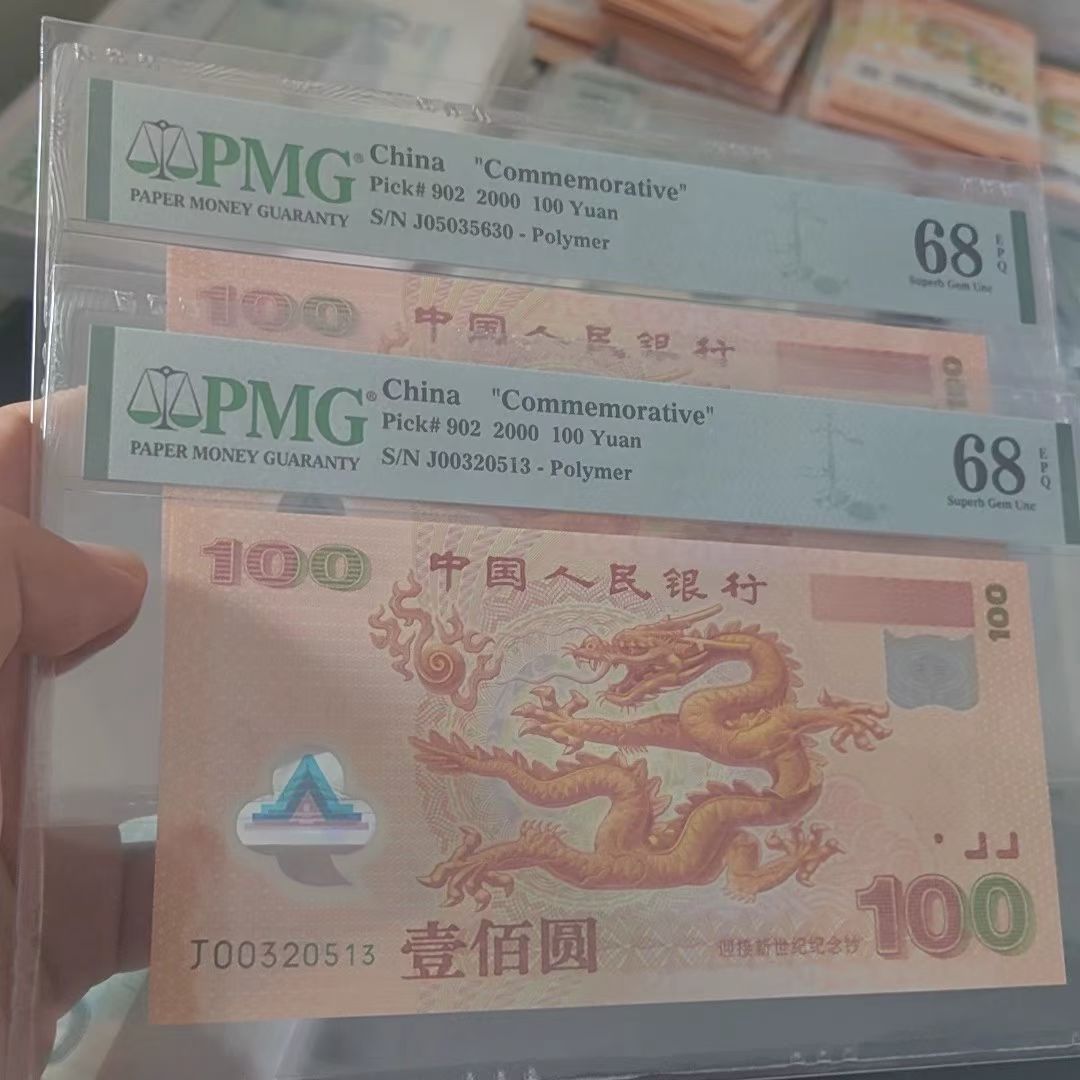 PMG® China "Commemorative"
PAPER MONEY GUARANTY
Pick# 902 2000 100 Yuan
S/N J05035630 - Polymer
68 EPQ
Superb Gem Unc
100 中国人民银行 100
PMG® China "Commemorative"
PAPER MONEY GUARANTY
Pick# 902 2000 100 Yuan
S/N J00320513 - Polymer
68 EPQ
Superb Gem Unc
100 中国人民银行 100
J00320513 壹佰圆 迎接新世纪纪念钞 100